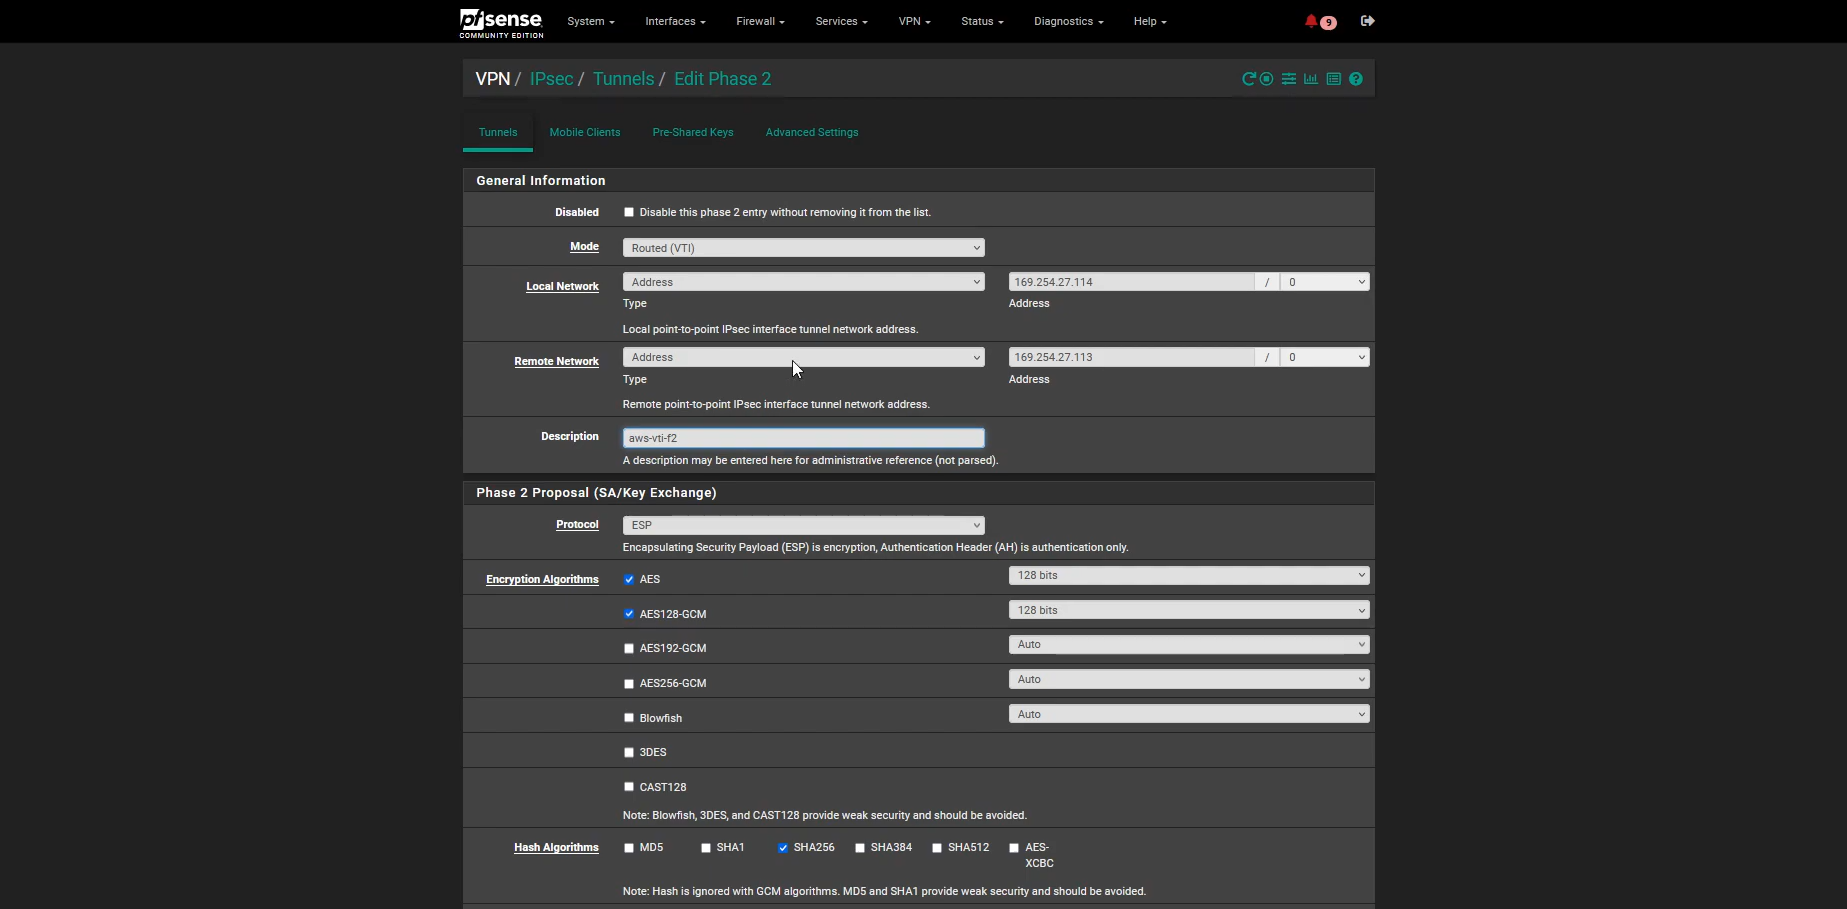 pfsense COMMUNITY EDITION System Interfaces Firewall Services VPN Status Diagnostics Help 9
VPN / IPsec / Tunnels / Edit Phase 2
Tunnels Mobile Clients Pre-Shared Keys Advanced Settings
General Information
Disabled Disable this phase 2 entry without removing it from the list.
Mode Routed (VTI)
Local Network Address 169.254.27.114 / 0
Type Address
Local point-to-point IPsec interface tunnel network address.
Remote Network Address 169.254.27.113 / 0
Type Address
Remote point-to-point IPsec interface tunnel network address.
Description aws-vti-f2
A description may be entered here for administrative reference (not parsed).
Phase 2 Proposal (SA/Key Exchange)
Protocol ESP
Encapsulating Security Payload (ESP) is encryption, Authentication Header (AH) is authentication only.
Encryption Algorithms AES 128 bits
AES128-GCM 128 bits
AES192-GCM Auto
AES256-GCM Auto
Blowfish Auto
3DES
CAST128
Note: Blowfish, 3DES, and CAST128 provide weak security and should be avoided.
Hash Algorithms MD5 SHA1 SHA256 SHA384 SHA512 AES-
XCBC
Note: Hash is ignored with GCM algorithms. MD5 and SHA1 provide weak security and should be avoided.